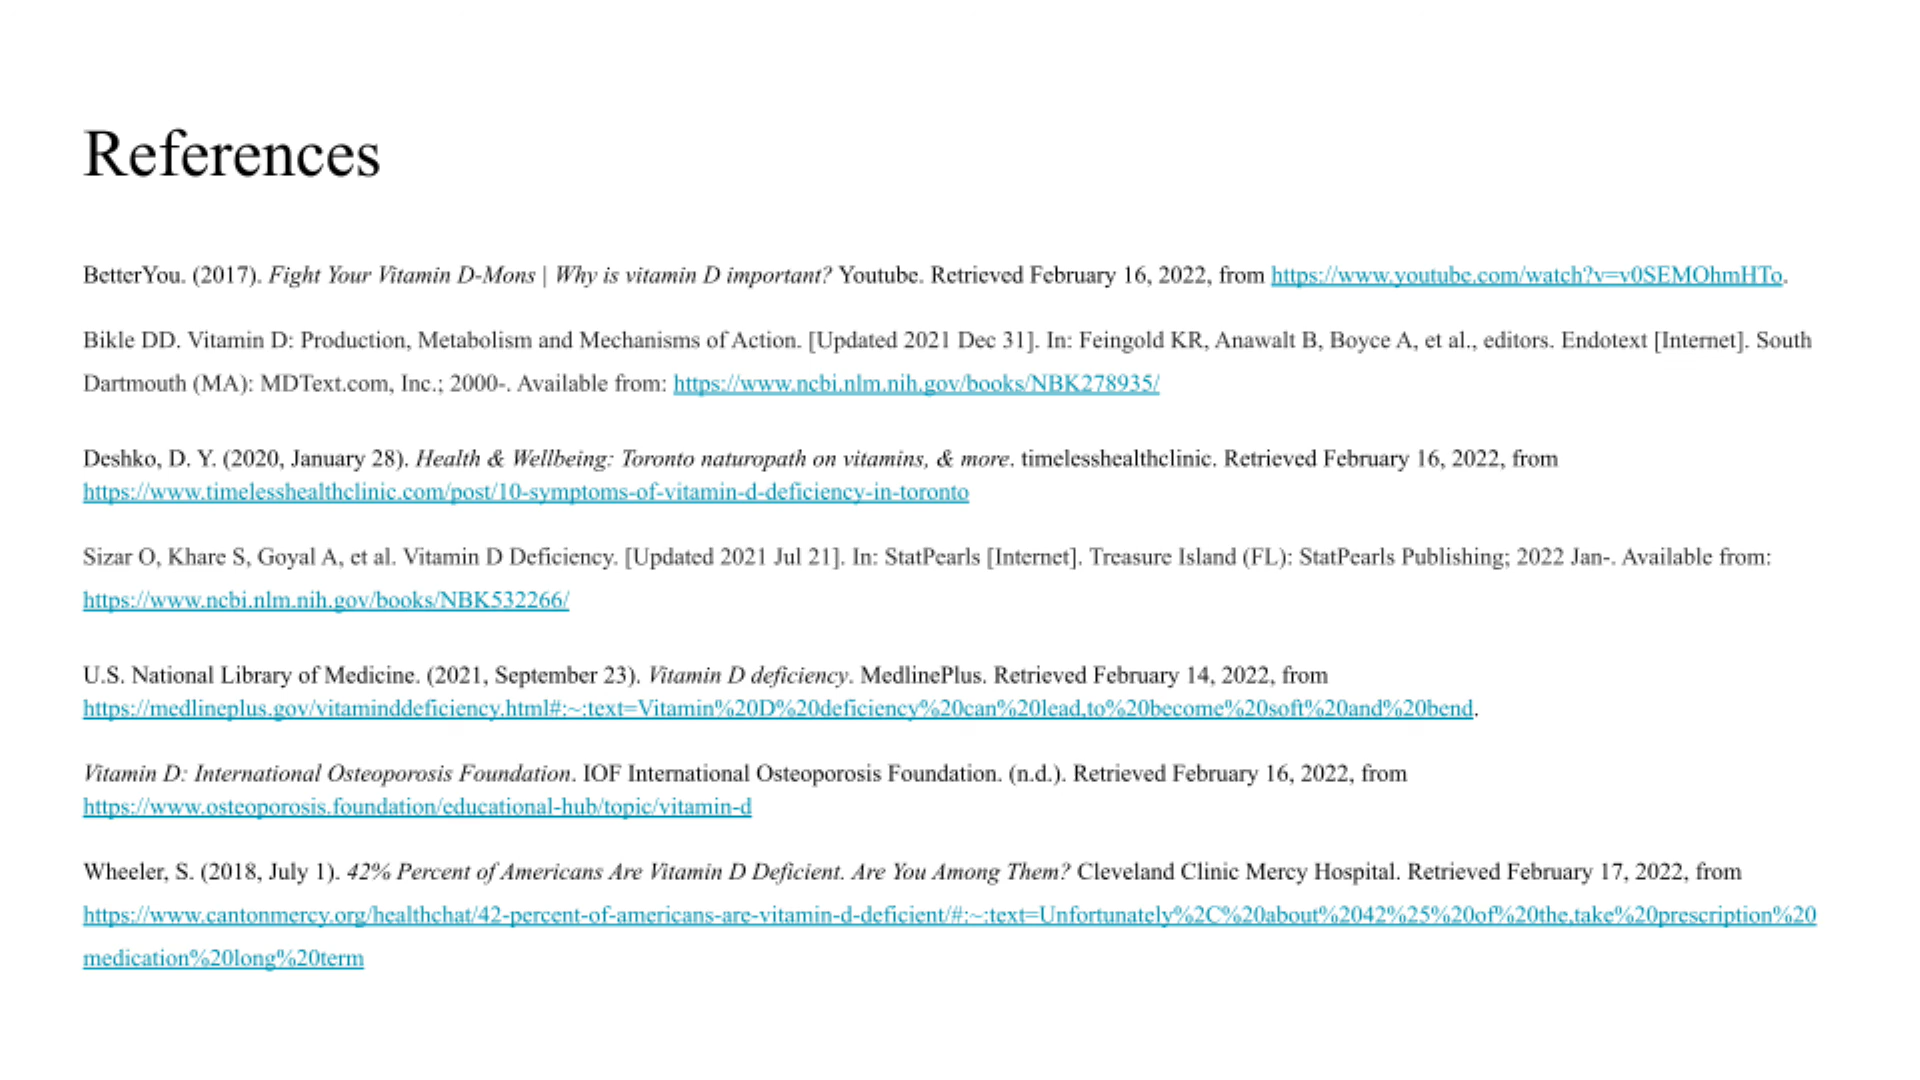 References
BetterYou. (2017). Fight Your Vitamin D-Mons | Why is vitamin D important? Youtube. Retrieved February 16, 2022, from https://www.youtube.com/watch?v=v0SEMOhmHTo.
Bikle DD. Vitamin D: Production, Metabolism and Mechanisms of Action. [Updated 2021 Dec 31]. In: Feingold KR, Anawalt B, Boyce A, et al., editors. Endotext [Internet]. South
Dartmouth (MA): MDText.com, Inc.; 2000-. Available from: https://www.ncbi.nlm.nih.gov/books/NBK278935/
Deshko, D. Y. (2020, January 28). Health & Wellbeing: Toronto naturopath on vitamins, & more. timelesshealthclinic. Retrieved February 16, 2022, from
https://www.timelesshealthclinic.com/post/10-symptoms-of-vitamin-d-deficiency-in-toronto
Sizar O, Khare S, Goyal A, et al. Vitamin D Deficiency. [Updated 2021 Jul 21]. In: StatPearls [Internet]. Treasure Island (FL): StatPearls Publishing; 2022 Jan-. Available from:
https://www.ncbi.nlm.nih.gov/books/NBK532266/
U.S. National Library of Medicine. (2021, September 23). Vitamin D deficiency. MedlinePlus. Retrieved February 14, 2022, from
https://medlineplus.gov/vitaminddeficiency.html#:~:text=Vitamin%20D%20deficiency%20can%20lead,to%20become%20soft%20and%20bend.
Vitamin D: International Osteoporosis Foundation. IOF International Osteoporosis Foundation. (n.d.). Retrieved February 16, 2022, from
https://www.osteoporosis.foundation/educational-hub/topic/vitamin-d
Wheeler, S. (2018, July 1). 42% Percent of Americans Are Vitamin D Deficient. Are You Among Them? Cleveland Clinic Mercy Hospital. Retrieved February 17, 2022, from
https://www.cantonmercy.org/healthchat/42-percent-of-americans-are-vitamin-d-deficient/#:~:text=Unfortunately%2C%20about%2042%25%20of%20the,take%20prescription%20
medication%20long%20term